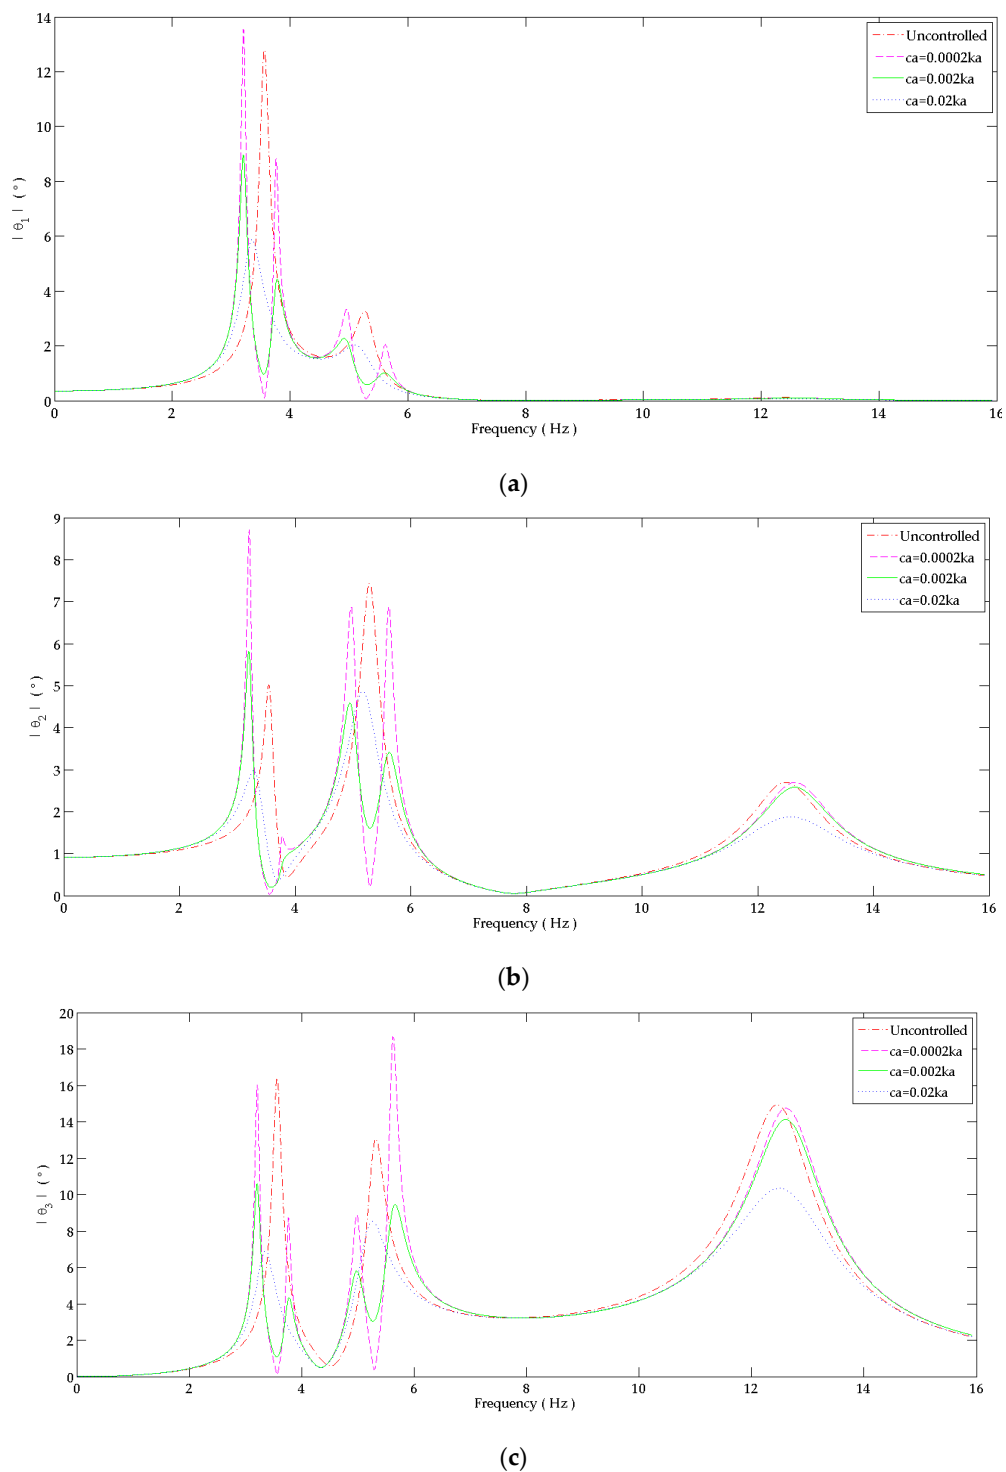 14
12
10
8
6
4
2
0
| θ1 | (°)
Uncontrolled
ca=0.0002ka
ca=0.002ka
ca=0.02ka
0 2 4 6 8 10 12 14 16
Frequency ( Hz )
(a)
9
8
7
6
5
4
3
2
1
0
| θ2 | (°)
Uncontrolled
ca=0.0002ka
ca=0.002ka
ca=0.02ka
0 2 4 6 8 10 12 14 16
Frequency ( Hz )
(b)
20
18
16
14
12
10
8
6
4
2
0
| θ3 | (°)
Uncontrolled
ca=0.0002ka
ca=0.002ka
ca=0.02ka
0 2 4 6 8 10 12 14 16
Frequency ( Hz )
(c)